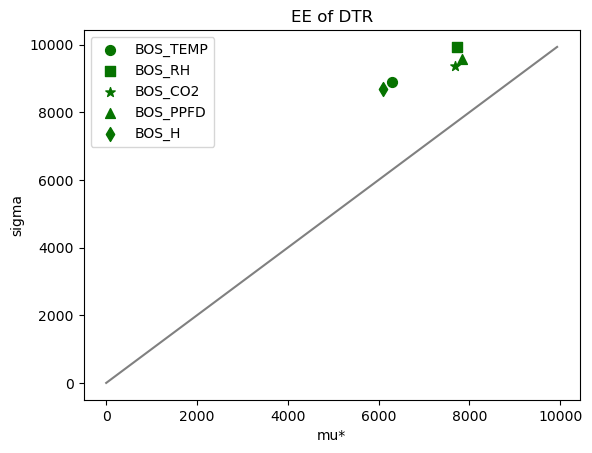 EE of DTR
BOS_TEMP
BOS_RH
BOS_CO2
BOS_PPFD
BOS_H
10000
8000
6000
4000
2000
0
sigma
0 2000 4000 6000 8000 10000
mu*